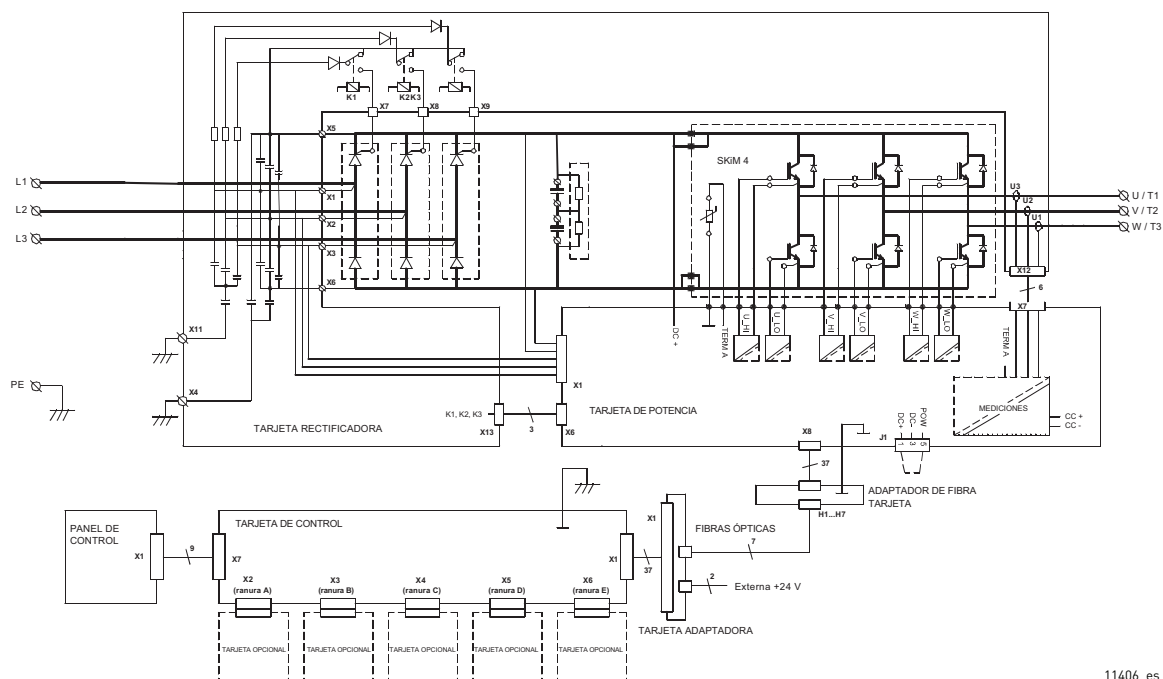 K1
K2
K3
X7
X8
X9
X5
SKiM 4
L1
X1
U3
U / T1
L2
X2
U2
V / T2
L3
X3
U1
W / T3
X6
X12
6
X7
X11
DC +
TERM A
U_HI
U_LO
V_HI
V_LO
W_HI
W_LO
TERM A
X1
PE
X4
MEDICIONES
CC +
CC -
TARJETA RECTIFICADORA
K1, K2, K3
X13
3
X6
TARJETA DE POTENCIA
X8
J1
DC+
DC-
POW
1
3
5
37
ADAPTADOR DE FIBRA
TARJETA
H1...H7
PANEL DE
CONTROL
X1
9
X7
TARJETA DE CONTROL
X1
37
X1
FIBRAS ÓPTICAS
7
2
Externa +24 V
X2
(ranura A)
X3
(ranura B)
X4
(ranura C)
X5
(ranura D)
X6
(ranura E)
TARJETA ADAPTADORA
TARJETA OPCIONAL
TARJETA OPCIONAL
TARJETA OPCIONAL
TARJETA OPCIONAL
TARJETA OPCIONAL
11406_es